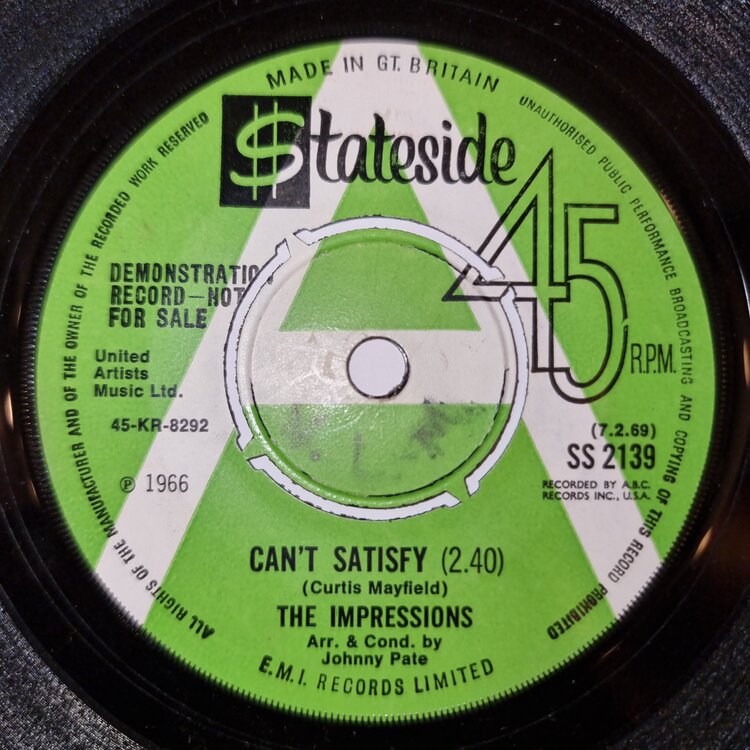 MADE IN GT. BRITAIN
$tateside
45 R.P.M.
DEMONSTRATION
RECORD—NOT
FOR SALE
United
Artists
Music Ltd.
45-KR-8292
℗ 1966
(7.2.69)
SS 2139
RECORDED BY A.B.C.
RECORDS INC., U.S.A.
CAN'T SATISFY (2.40)
(Curtis Mayfield)
THE IMPRESSIONS
Arr. & Cond. by
Johnny Pate
E.M.I. RECORDS LIMITED
ALL RIGHTS OF THE MANUFACTURER AND OF THE OWNER OF THE RECORDED WORK RESERVED
UNAUTHORISED PUBLIC PERFORMANCE BROADCASTING AND COPYING OF THIS RECORD PROHIBITED
A